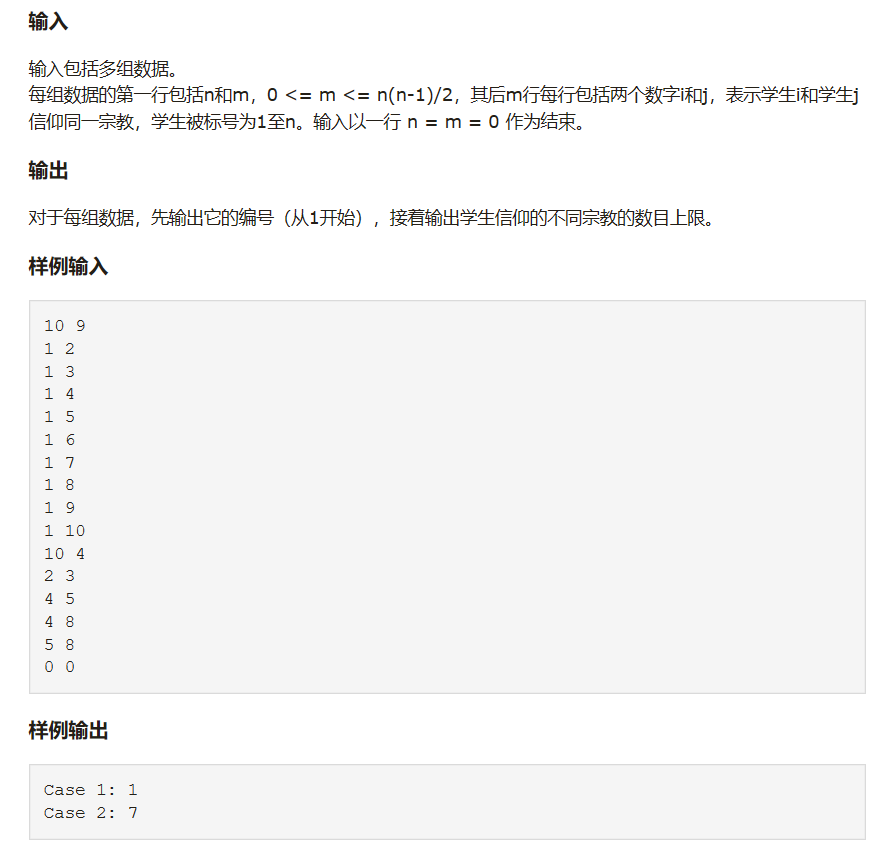 输入
输入包括多组数据。
每组数据的第一行包括n和m，0 <= m <= n(n-1)/2，其后m行每行包括两个数字i和j，表示学生i和学生j
信仰同一宗教，学生被标号为1至n。输入以一行 n = m = 0 作为结束。
输出
对于每组数据，先输出它的编号（从1开始），接着输出学生信仰的不同宗教的数目上限。
样例输入
10 9
1 2
1 3
1 4
1 5
1 6
1 7
1 8
1 9
1 10
10 4
2 3
4 5
4 8
5 8
0 0
样例输出
Case 1: 1
Case 2: 7